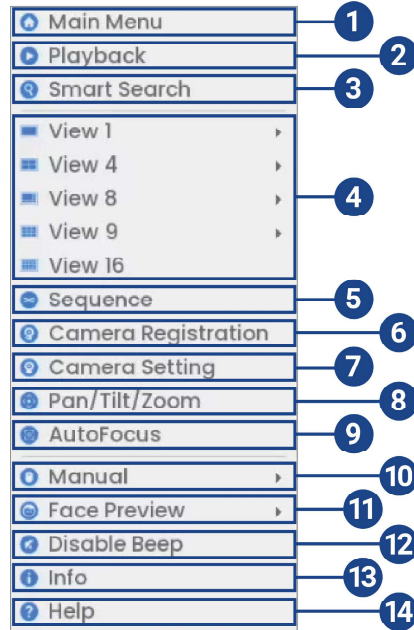 Main Menu 1
Playback 2
Smart Search 3
View 1
View 4
View 8 4
View 9
View 16
Sequence 5
Camera Registration 6
Camera Setting 7
Pan/Tilt/Zoom 8
AutoFocus 9
Manual 10
Face Preview 11
Disable Beep 12
Info 13
Help 14